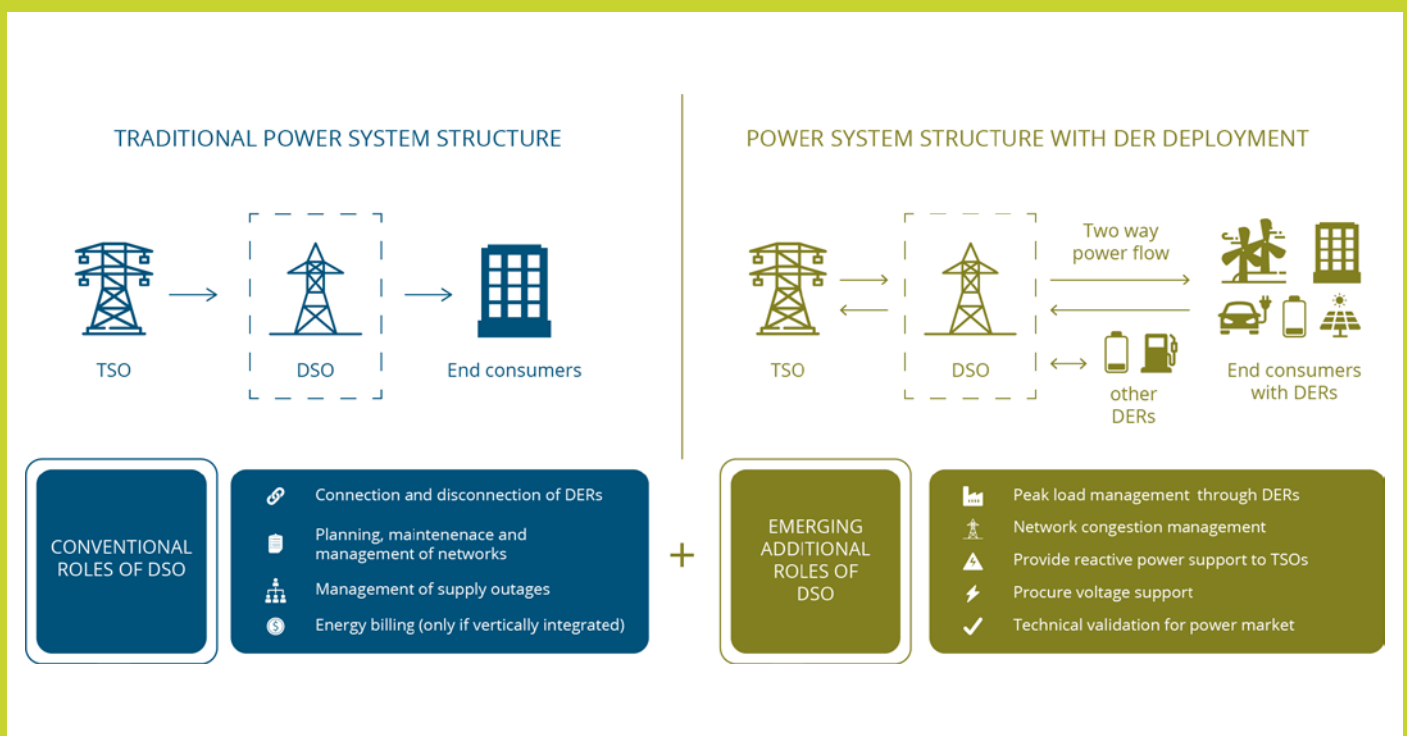 TRADITIONAL POWER SYSTEM STRUCTURE
TSO
DSO
End consumers
POWER SYSTEM STRUCTURE WITH DER DEPLOYMENT
Two way
power flow
TSO
DSO
other
DERs
End consumers
with DERs
CONVENTIONAL
ROLES OF DSO
Connection and disconnection of DERs
Planning, maintenenace and
management of networks
Management of supply outages
Energy billing (only if vertically integrated)
+
EMERGING
ADDITIONAL
ROLES OF
DSO
Peak load management through DERs
Network congestion management
Provide reactive power support to TSOs
Procure voltage support
Technical validation for power market